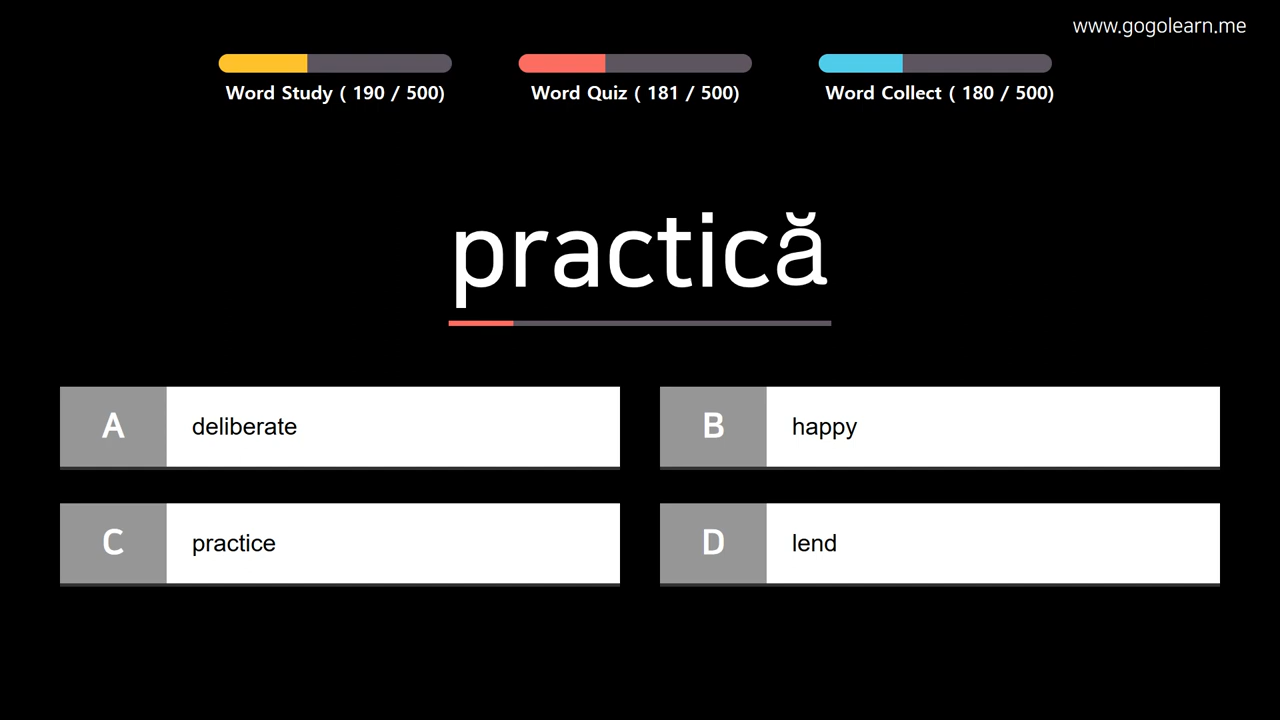 www.gogolearn.me
Word Study ( 190 / 500)
Word Quiz ( 181 / 500)
Word Collect ( 180 / 500)
practică
A deliberate
B happy
C practice
D lend